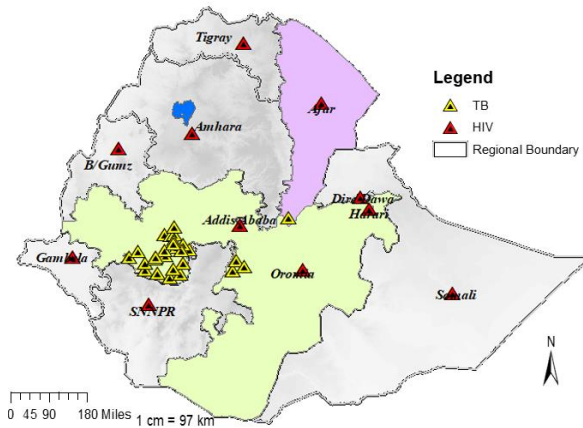 Tigray
Afar
Amhara
B/Gumz
Dire Dawa
Harari
Addis Ababa
Gambela
Oromia
Somali
SNNPR
Legend
TB
HIV
Regional Boundary
N
0 45 90 180 Miles
1 cm = 97 km